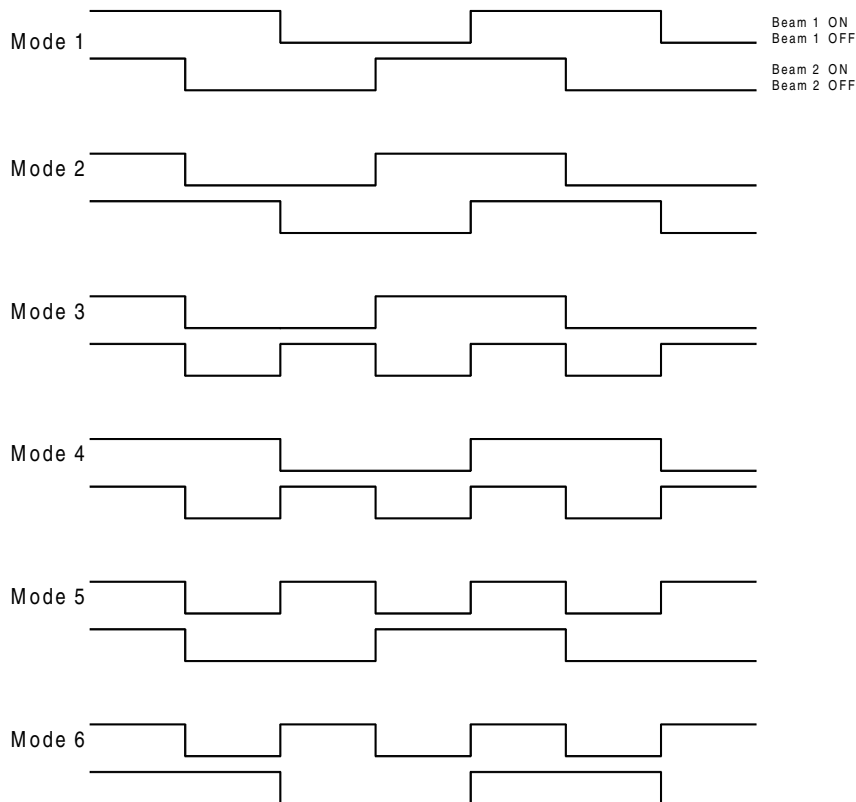 Mode 1
Beam 1 ON
Beam 1 OFF
Beam 2 ON
Beam 2 OFF
Mode 2
Mode 3
Mode 4
Mode 5
Mode 6